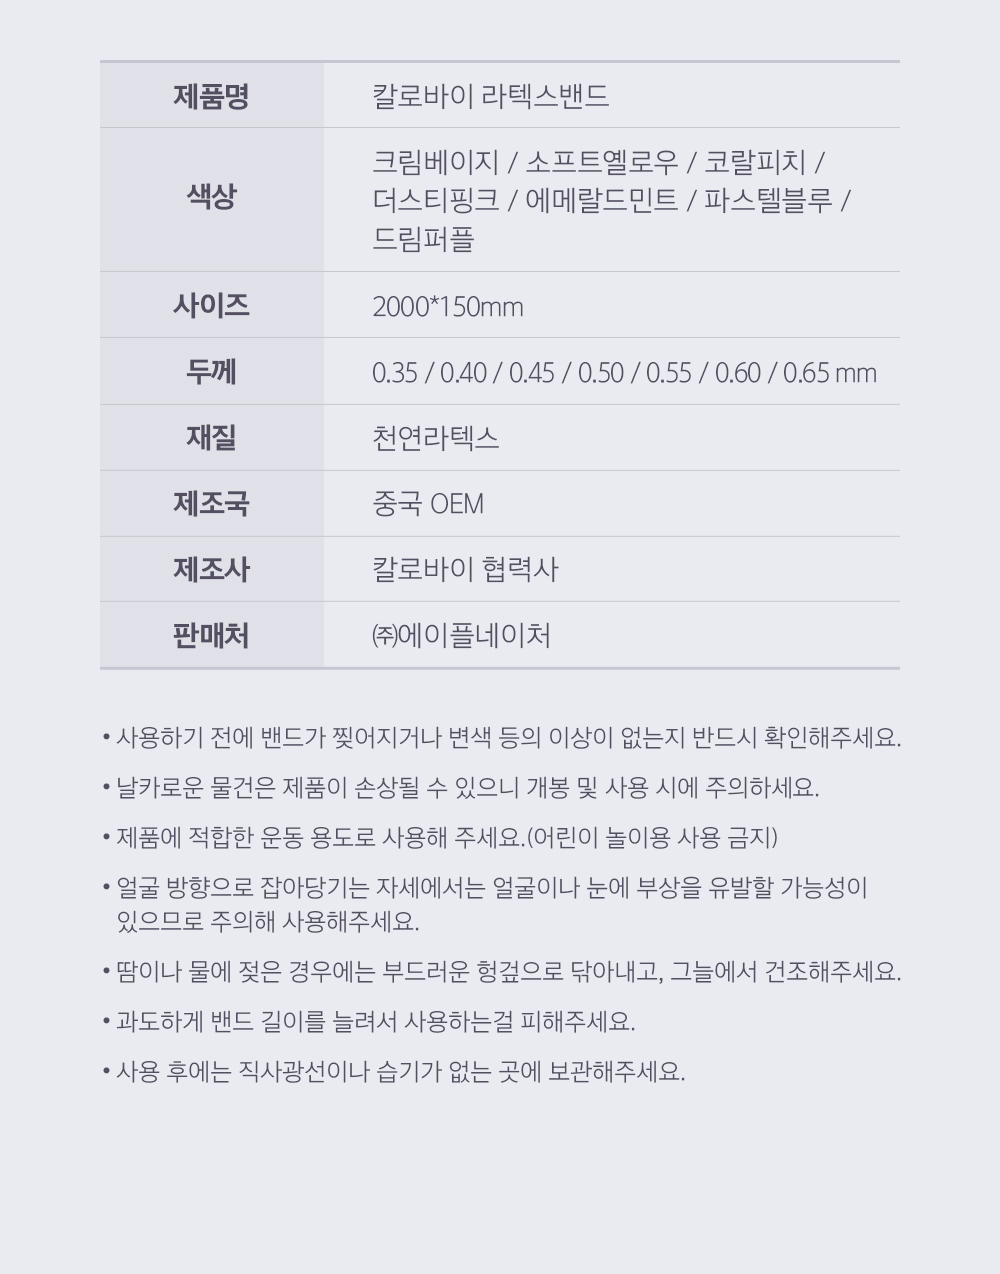 제품명 칼로바이 라텍스밴드
색상 크림베이지 / 소프트옐로우 / 코랄피치 /
더스티핑크 / 에메랄드민트 / 파스텔블루 /
드림퍼플
사이즈 2000*150mm
두께 0.35 / 0.40 / 0.45 / 0.50 / 0.55 / 0.60 / 0.65 mm
재질 천연라텍스
제조국 중국 OEM
제조사 칼로바이 협력사
판매처 ㈜에이플네이처
• 사용하기 전에 밴드가 찢어지거나 변색 등의 이상이 없는지 반드시 확인해주세요.
• 날카로운 물건은 제품이 손상될 수 있으니 개봉 및 사용 시에 주의하세요.
• 제품에 적합한 운동 용도로 사용해 주세요.(어린이 놀이용 사용 금지)
• 얼굴 방향으로 잡아당기는 자세에서는 얼굴이나 눈에 부상을 유발할 가능성이
있으므로 주의해 사용해주세요.
• 땀이나 물에 젖은 경우에는 부드러운 헝겊으로 닦아내고, 그늘에서 건조해주세요.
• 과도하게 밴드 길이를 늘려서 사용하는걸 피해주세요.
• 사용 후에는 직사광선이나 습기가 없는 곳에 보관해주세요.